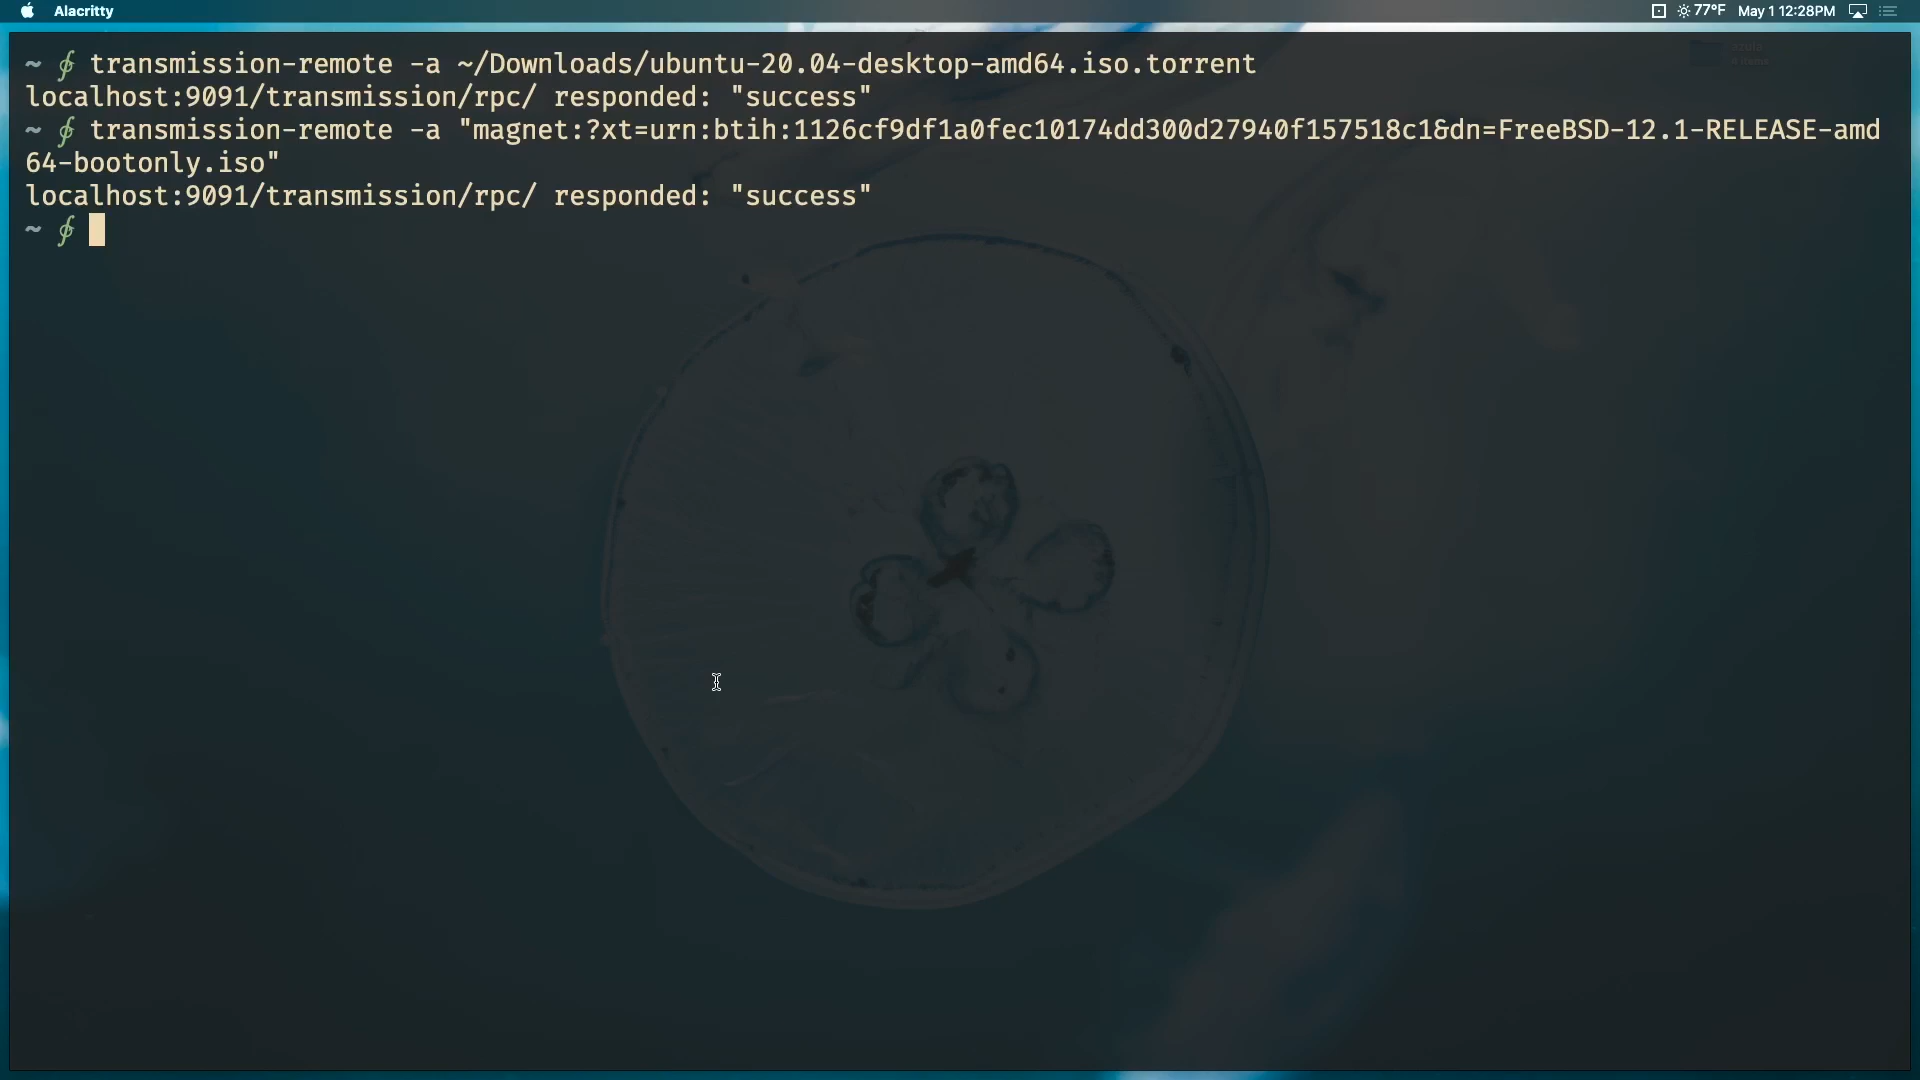 Alacritty
77°F May 1 12:28PM
~ ∮ transmission-remote -a ~/Downloads/ubuntu-20.04-desktop-amd64.iso.torrent
localhost:9091/transmission/rpc/ responded: "success"
~ ∮ transmission-remote -a "magnet:?xt=urn:btih:1126cf9df1a0fec10174dd300d27940f157518c1&dn=FreeBSD-12.1-RELEASE-amd
64-bootonly.iso"
localhost:9091/transmission/rpc/ responded: "success"
~ ∮